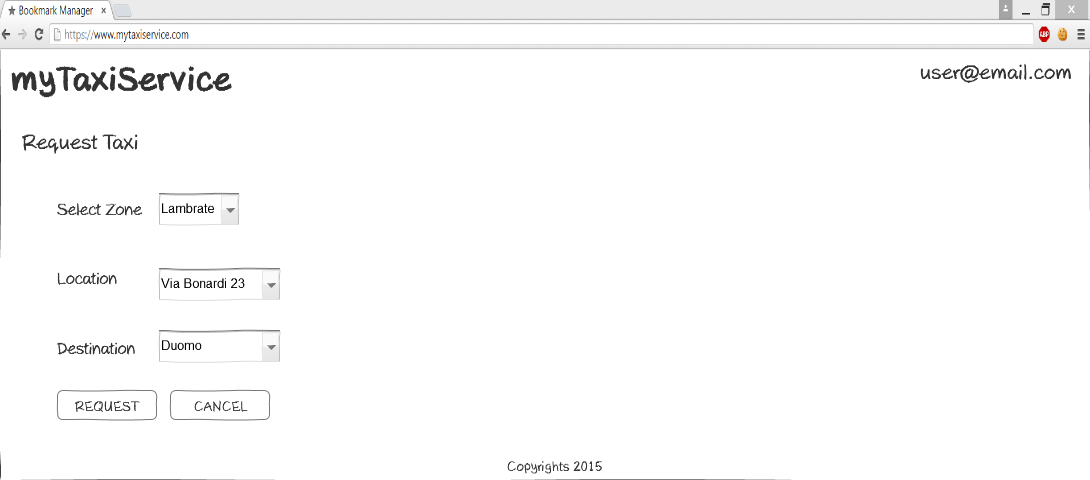 Bookmark Manager
https://www.mytaxiservice.com
ABP
myTaxiService
user@email.com
Request Taxi
Select Zone Lambrate
Location Via Bonardi 23
Destination Duomo
REQUEST CANCEL
Copyrights 2015